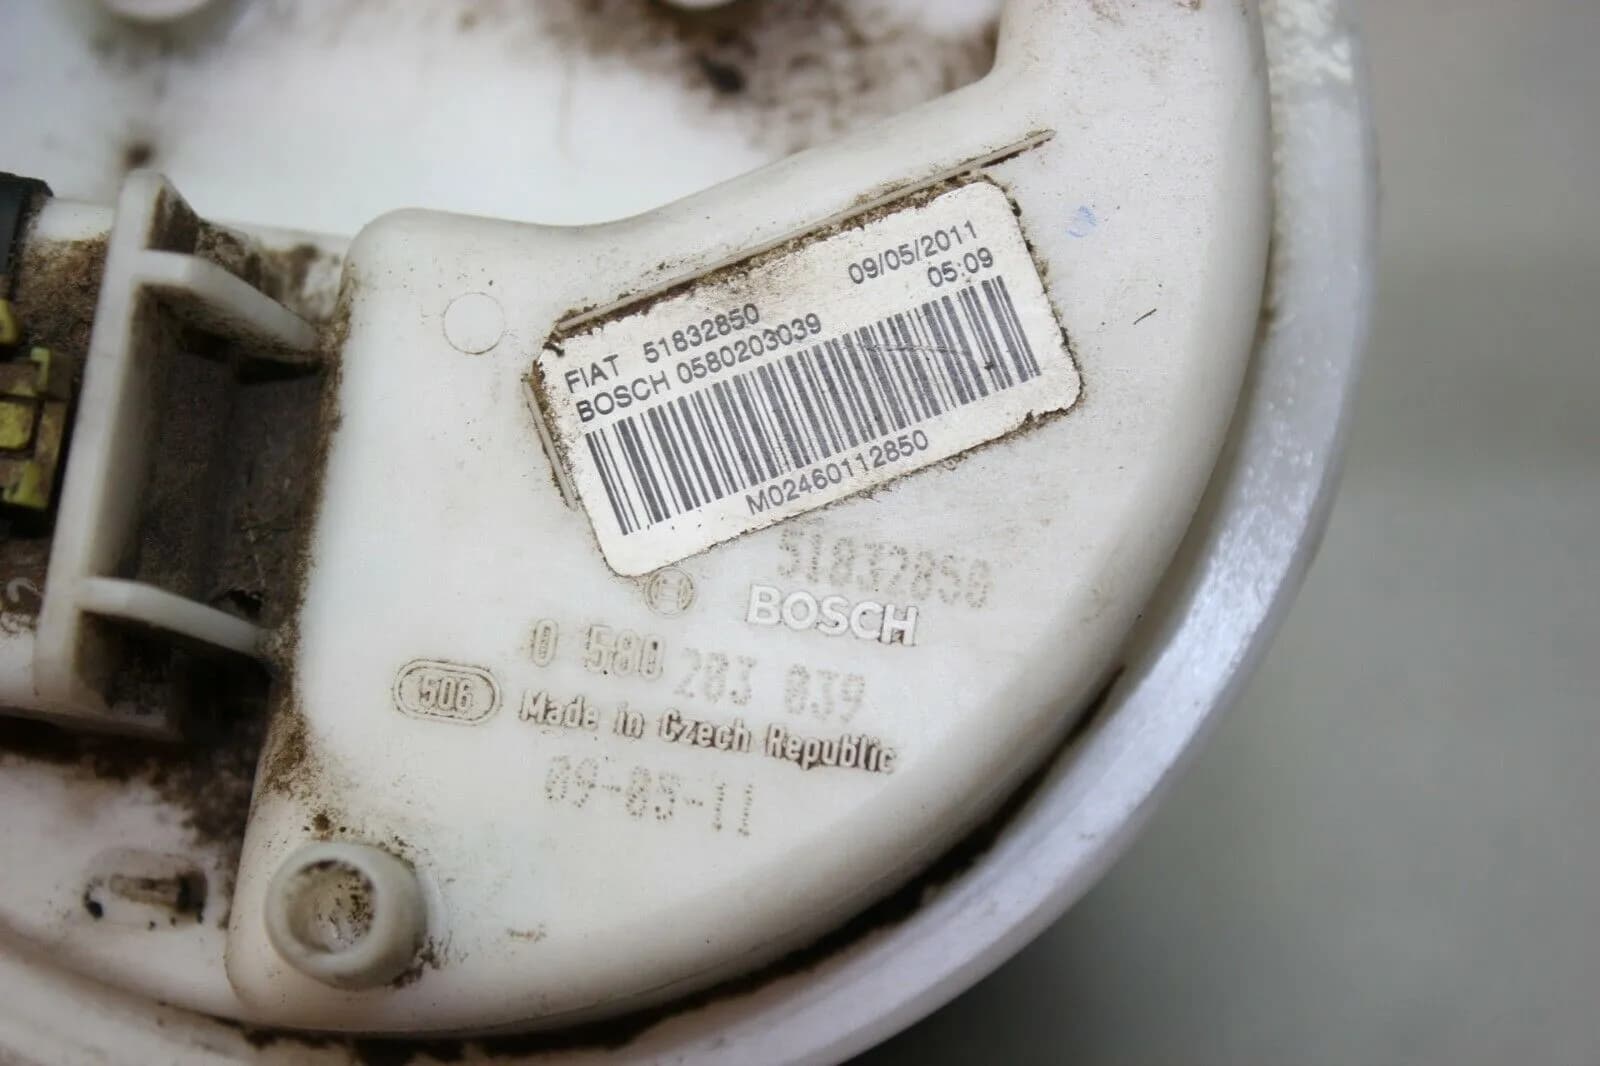 09/05/2011
05:09
FIAT 51832850
BOSCH 0580203039
M02460112850
51832850
BOSCH
0 580 203 039
506 Made in Czech Republic
09-05-11
2